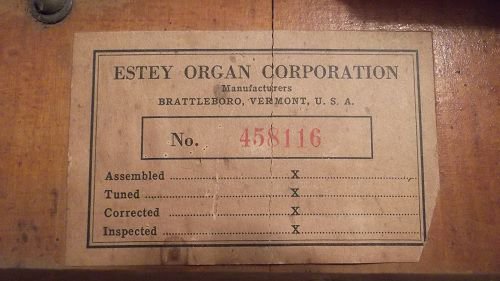 ESTEY ORGAN CORPORATION
Manufacturers
BRATTLEBORO, VERMONT, U. S. A.
No. 458116
Assembled X
Tuned X
Corrected X
Inspected X